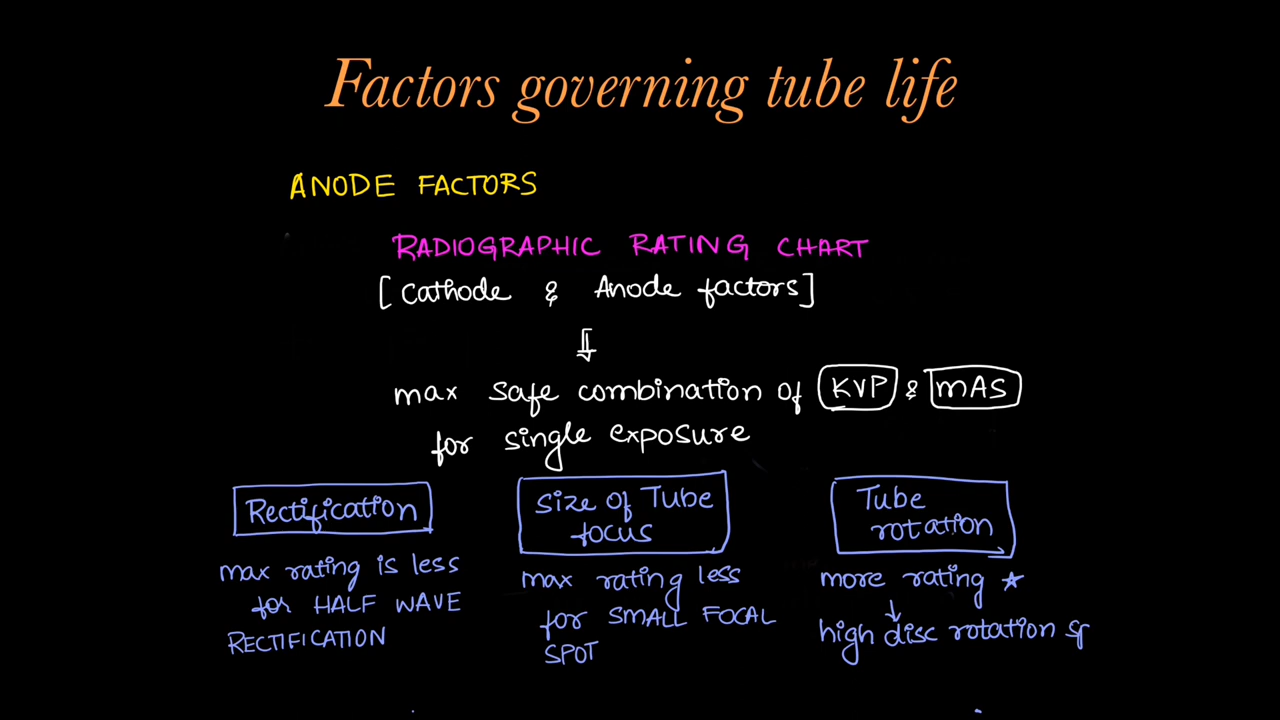 Factors governing tube life
ANODE FACTORS
RADIOGRAPHIC RATING CHART
[Cathode & Anode factors]
⇓
max safe combination of KVP & mAS
for single exposure
Rectification
max rating is less
for HALF WAVE
RECTIFICATION
Size of Tube
focus
max rating less
for SMALL FOCAL
SPOT
Tube
rotation
more rating ★
↓
high disc rotation sp